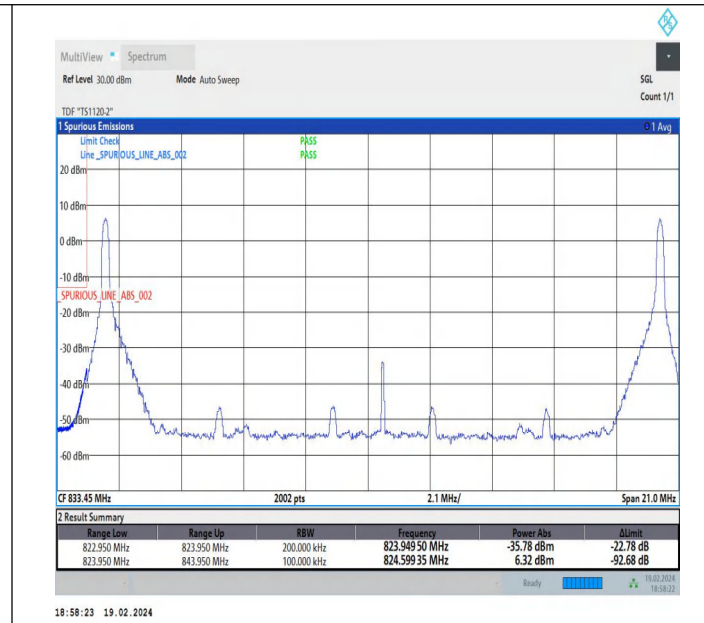 R&S
MultiView Spectrum
Ref Level 30.00 dBm Mode Auto Sweep SGL
Count 1/1
TDF "TS1120-2"
1 Spurious Emissions 1 Avg
Limit Check PASS
Line _SPURIOUS_LINE_ABS_002 PASS
20 dBm
10 dBm
0 dBm
-10 dBm
_SPURIOUS_LINE_ABS_002
-20 dBm
-30 dBm
-40 dBm
-50 dBm
-60 dBm
CF 833.45 MHz 2002 pts 2.1 MHz/ Span 21.0 MHz
2 Result Summary
Range Low Range Up RBW Frequency Power Abs ΔLimit
822.950 MHz 823.950 MHz 200.000 kHz 823.94950 MHz -35.78 dBm -22.78 dB
823.950 MHz 843.950 MHz 100.000 kHz 824.59935 MHz 6.32 dBm -92.68 dB
Ready 19.02.2024
18:58:22
18:58:23 19.02.2024